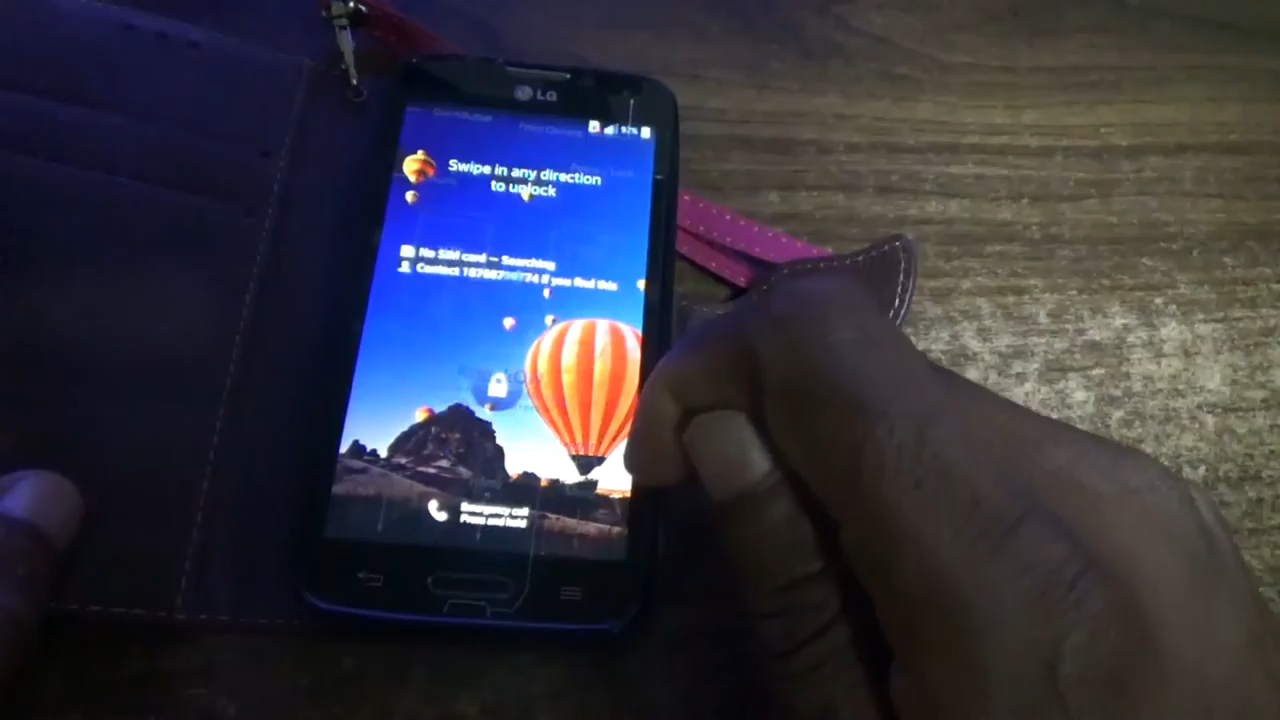 LG
92%
Swipe in any direction
to unlock
No SIM card — Searching
if you find this
Emergency call
Press and hold